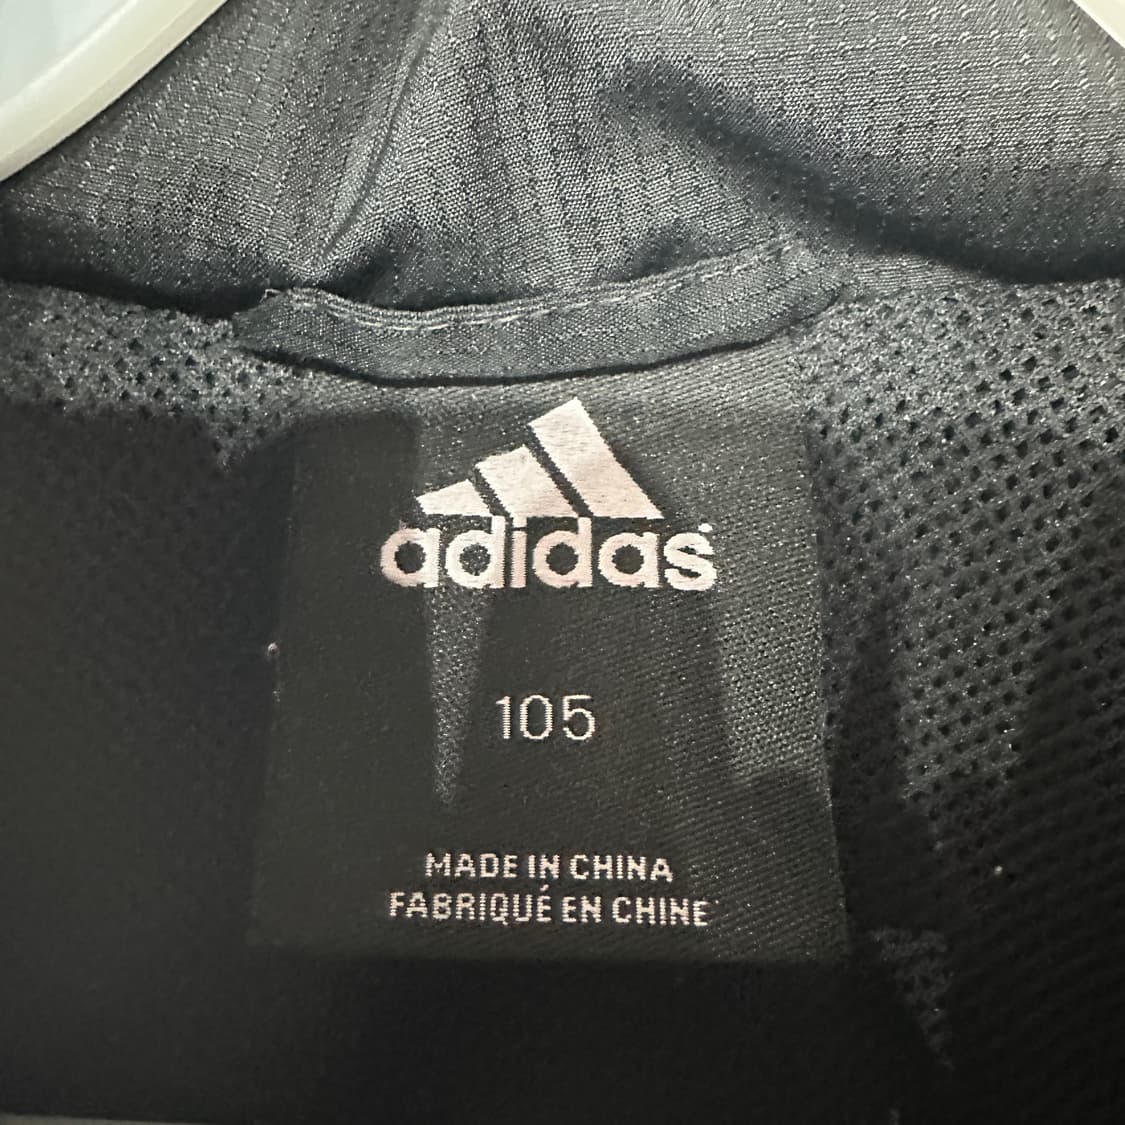 adidas
105
MADE IN CHINA
FABRIQUÉ EN CHINE